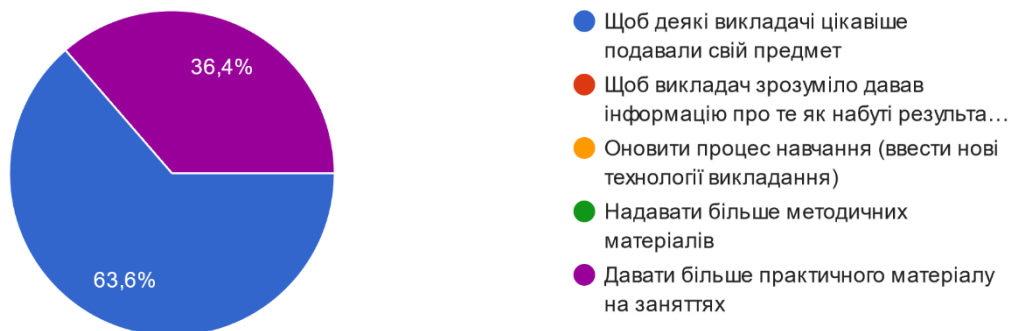 36,4%
63,6%
Щоб деякі викладачі цікавіше
подавали свій предмет
Щоб викладач зрозуміло давав
інформацію про те як набуті результа…
Оновити процес навчання (ввести нові
технології викладання)
Надавати більше методичних
матеріалів
Давати більше практичного матеріалу
на заняттях